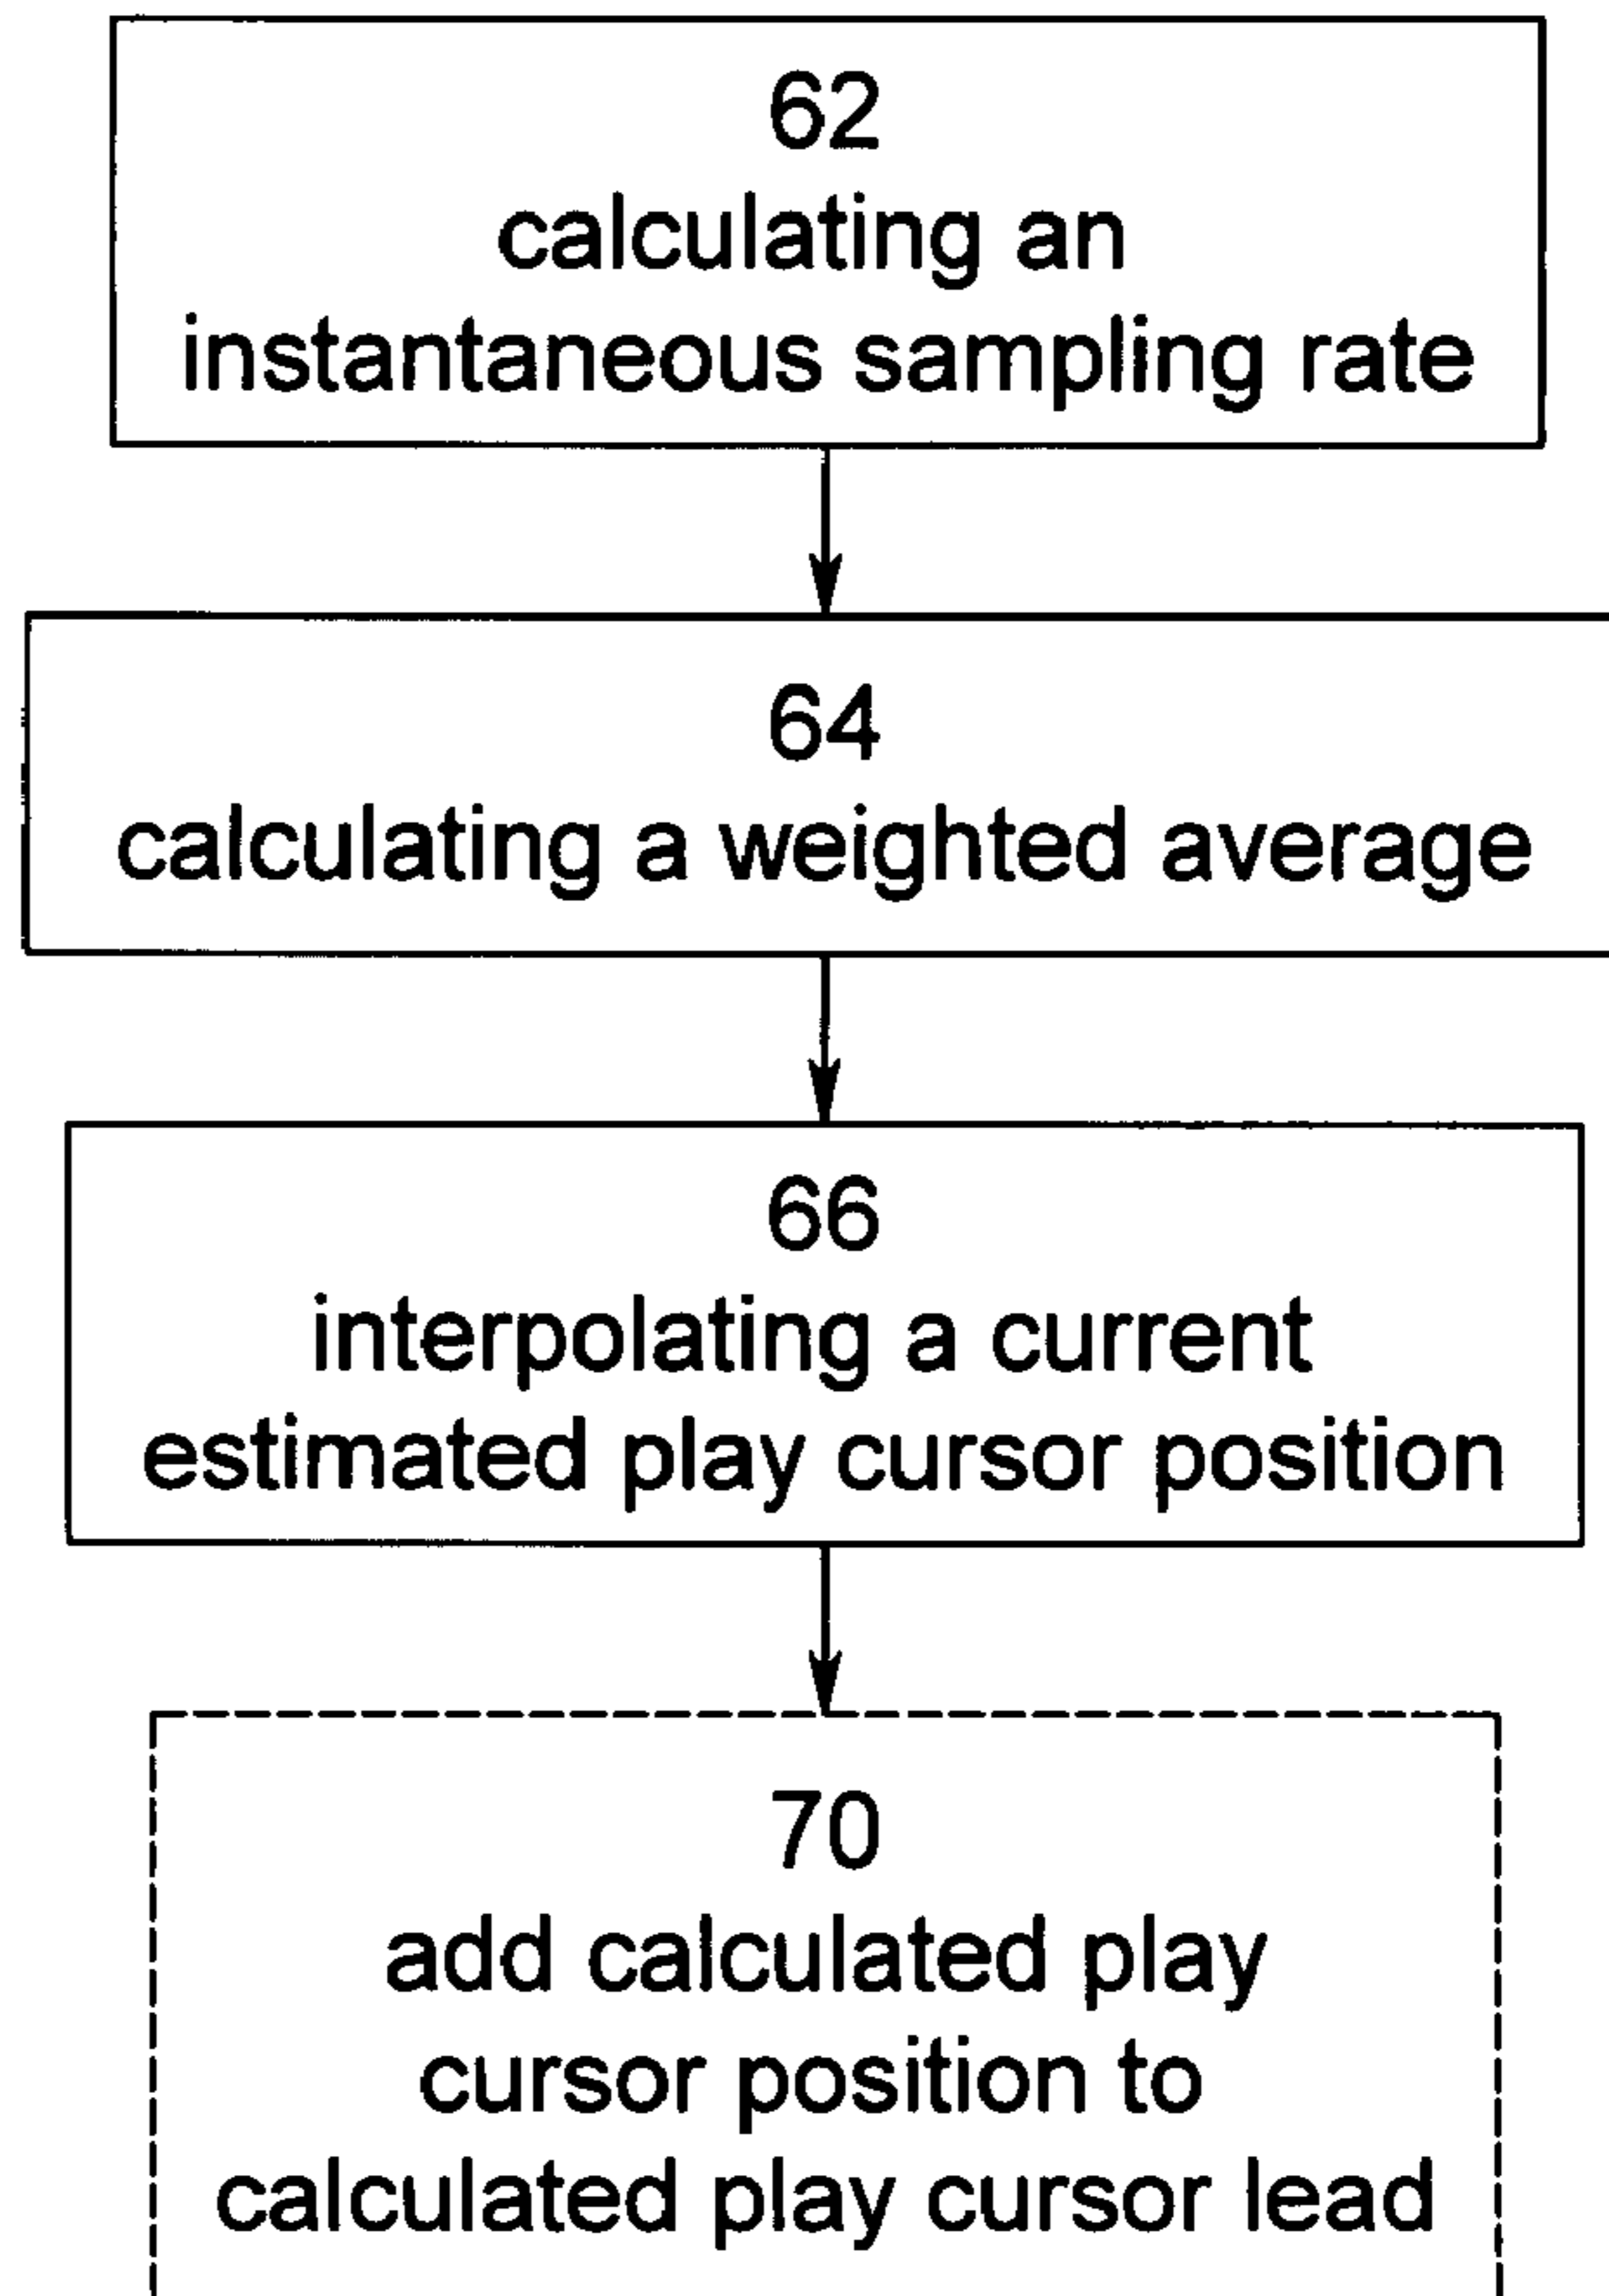 62
calculating an
instantaneous sampling rate
64
calculating a weighted average
66
interpolating a current
estimated play cursor position
70
add calculated play
cursor position to
calculated play cursor lead